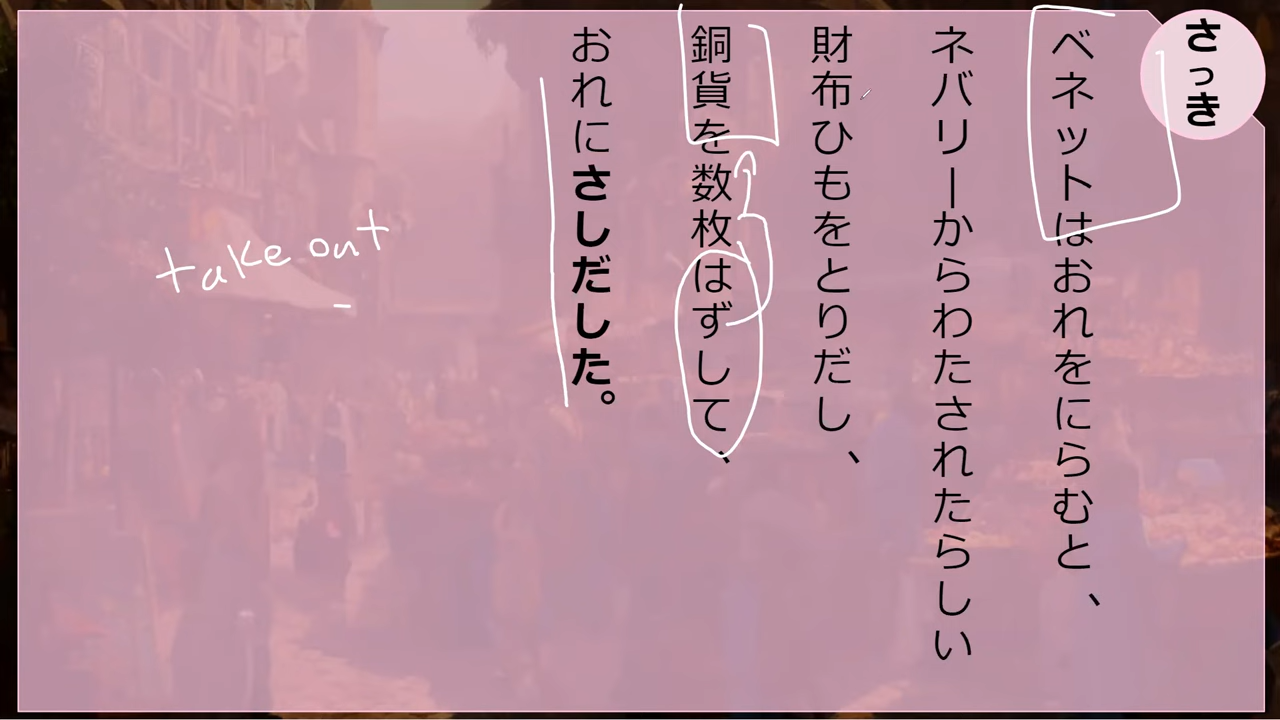 さっき
ベネットはおれをにらむと、
ネバリーからわたされたらしい
財布ひもをとりだし、
銅貨を数枚はずして、
おれにさしだした。
take out